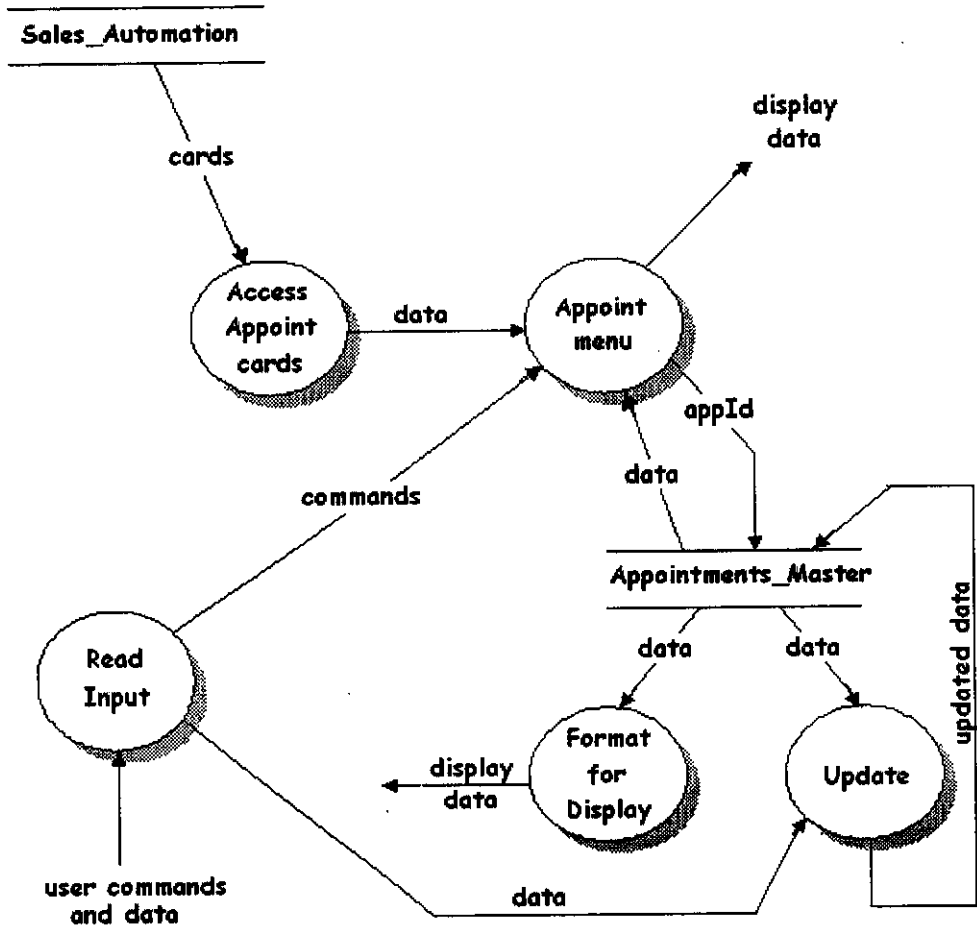 Sales_Automation
display
data
cards
Access
Appoint
cards
data
Appoint
menu
appId
data
commands
Appointments_Master
updated data
Read
Input
data
data
Format
for
Display
display
data
Update
user commands
and data
data